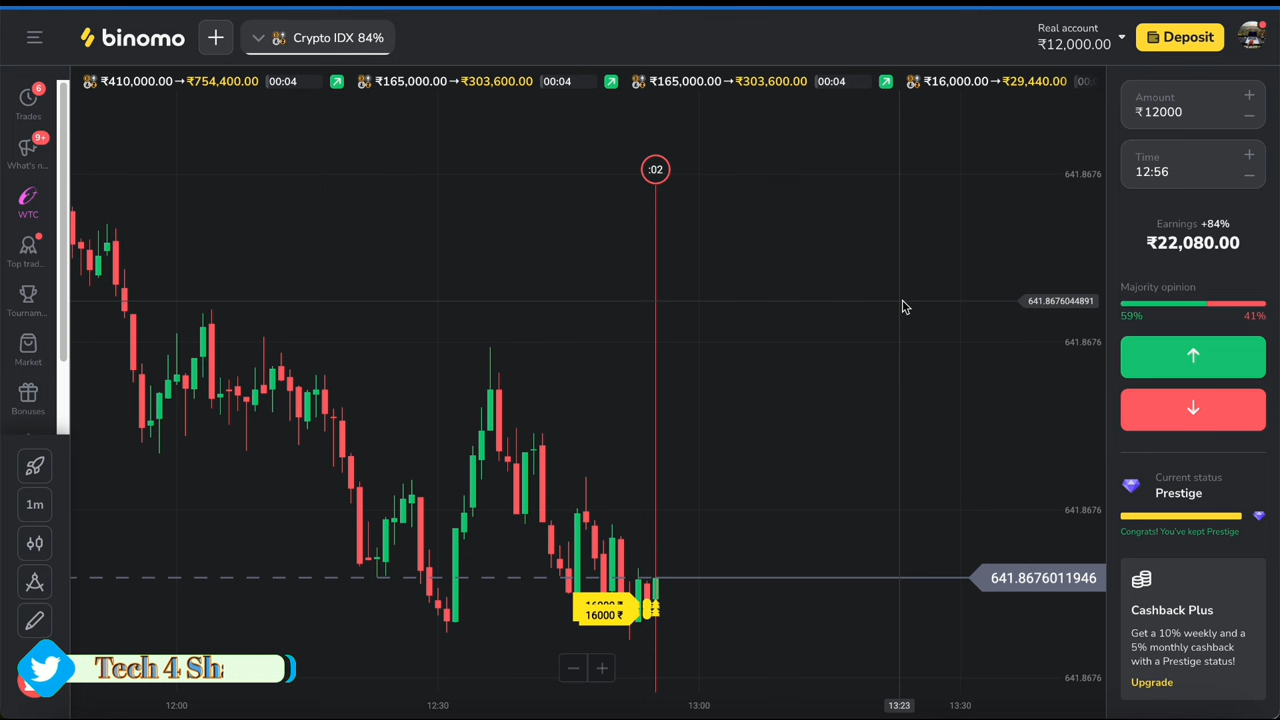 binomo
Crypto IDX 84%
Real account
₹12,000.00
Deposit
₹410,000.00→₹754,400.00 00:04
₹165,000.00→₹303,600.00 00:04
₹165,000.00→₹303,600.00 00:04
₹16,000.00→₹29,440.00
6
Trades
9+
What's n...
WTC
Top trad...
Tournam...
Market
Bonuses
1m
:02
641.8676
641.8676044891
641.8676
641.8676
641.8676011946
641.8676
16000 ₹
16000 ₹
12:00
12:30
13:00
13:23
13:30
Amount
₹12000
Time
12:56
Earnings +84%
₹22,080.00
Majority opinion
59%
41%
Current status
Prestige
Congrats! You've kept Prestige
Cashback Plus
Get a 10% weekly and a
5% monthly cashback
with a Prestige status!
Upgrade
Tech 4 Sh